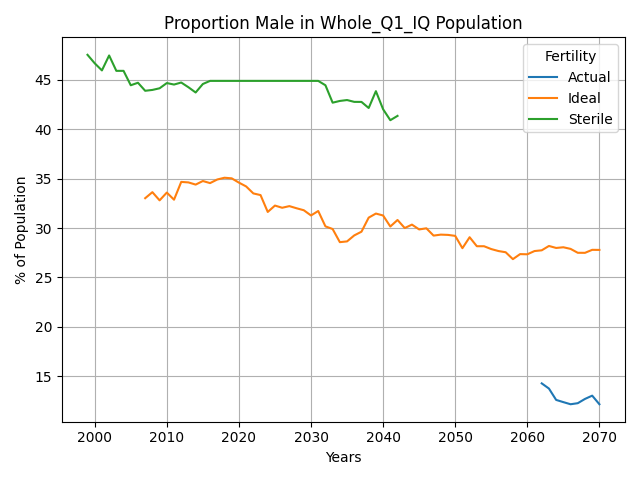 Proportion Male in Whole_Q1_IQ Population
Fertility
Actual
Ideal
Sterile
% of Population
45
40
35
30
25
20
15
2000 2010 2020 2030 2040 2050 2060 2070
Years